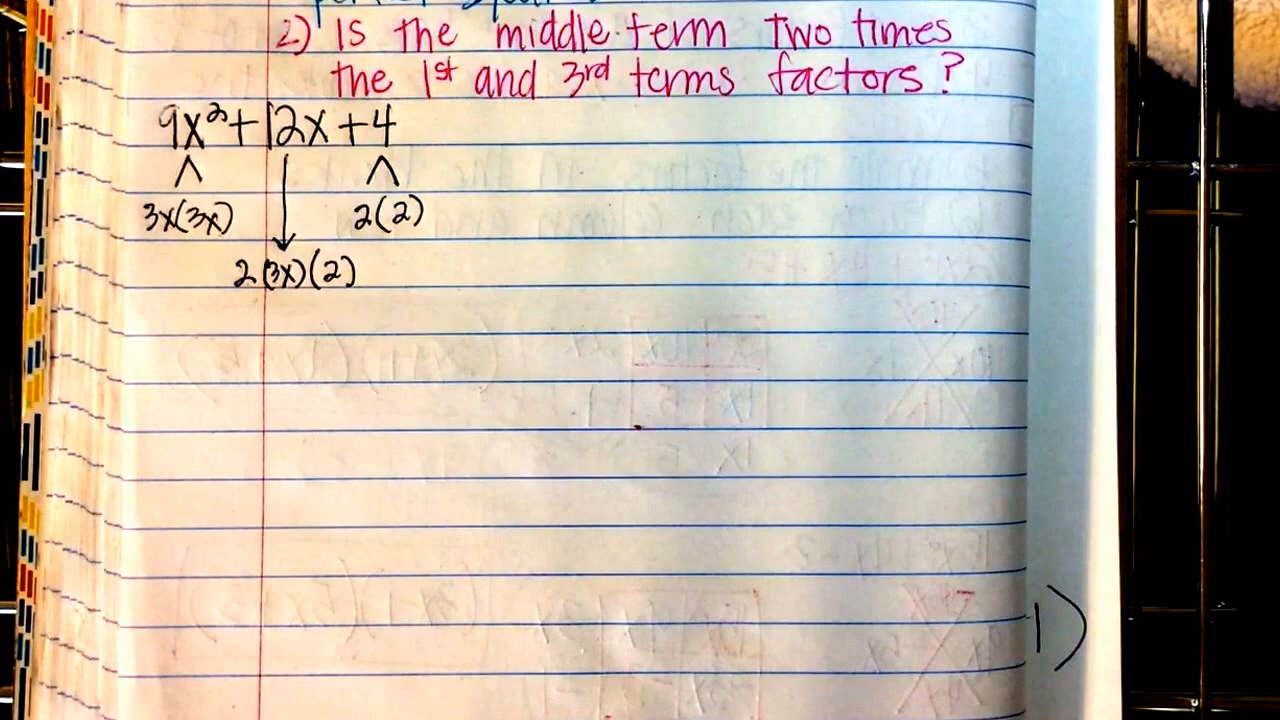 2) Is the middle term two times
the 1st and 3rd terms factors?
9x² + 12x + 4
3x(3x) 2(2)
2(3x)(2)
1)